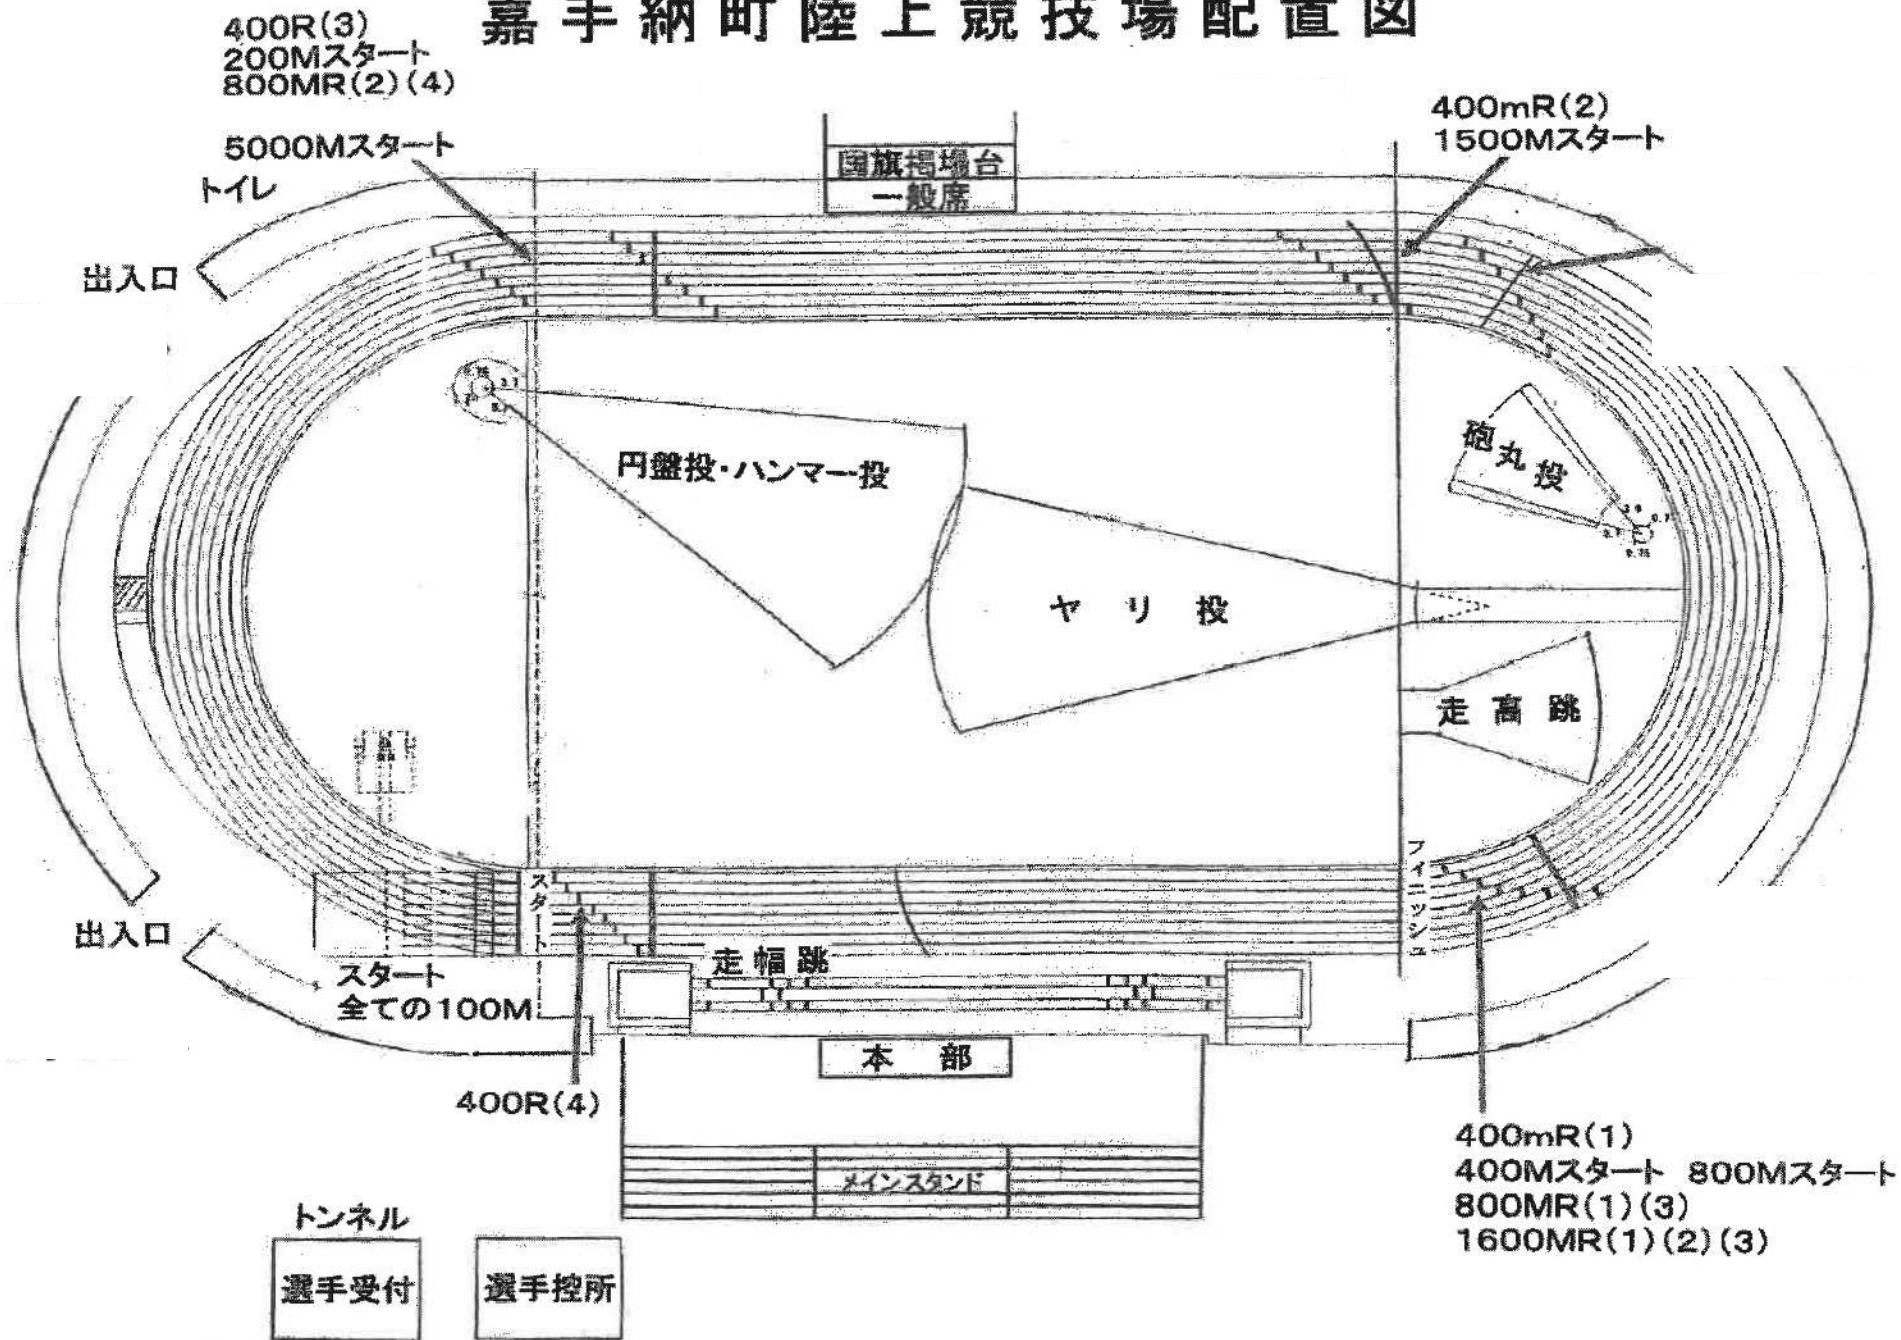 嘉手納町陸上競技場配置図
400R(3)
200Mスタート
800MR(2)(4)
5000Mスタート
トイレ
出入口
国旗掲揚台
一般席
400mR(2)
1500Mスタート
円盤投・ハンマー投
砲丸投
ヤリ投
走高跳
フィニッシュ
スタート
出入口
スタート
全ての100M
走幅跳
本部
400R(4)
メインスタンド
400mR(1)
400Mスタート 800Mスタート
800MR(1)(3)
1600MR(1)(2)(3)
トンネル
選手受付
選手控所